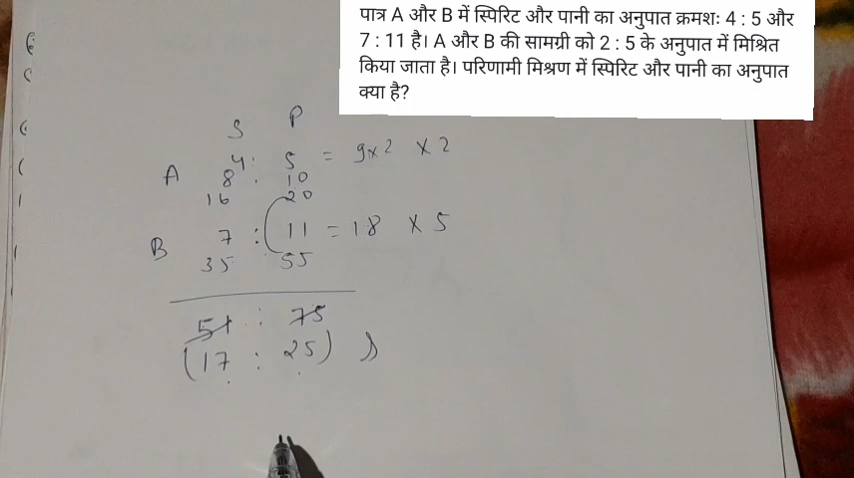 पात्र A और B में स्पिरिट और पानी का अनुपात क्रमशः 4 : 5 और
7 : 11 है। A और B की सामग्री को 2 : 5 के अनुपात में मिश्रित
किया जाता है। परिणामी मिश्रण में स्पिरिट और पानी का अनुपात
क्या है?
S P
A 4 : 5 = 9x2 x 2
8 : 10
16 20
B 7 : ( 11 = 18 x 5
35 55
51 : 75
(17 : 25)